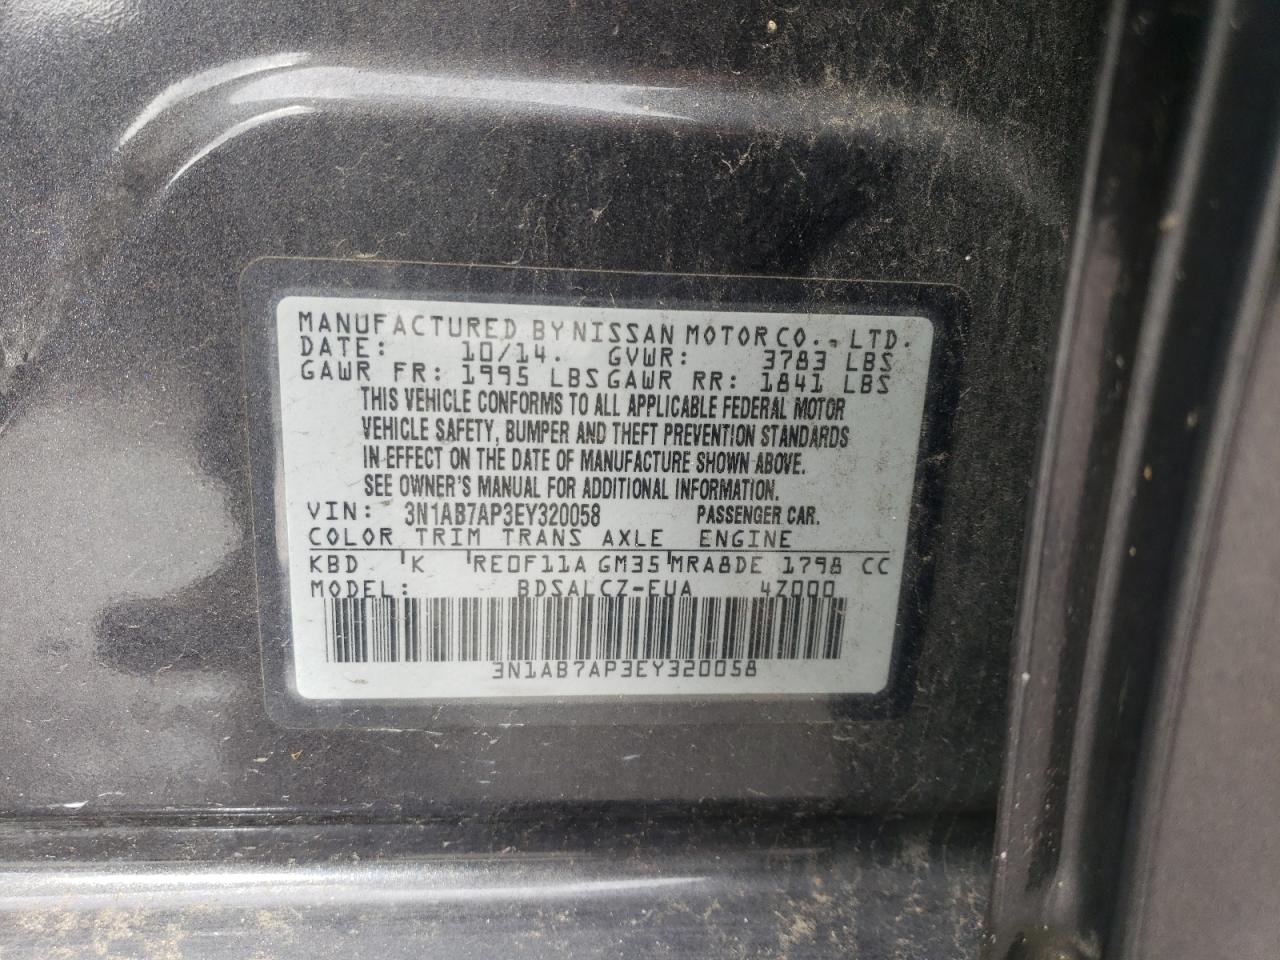 MANUFACTURED BY NISSAN MOTOR CO., LTD.
DATE: 10/14. GVWR: 3783 LBS
GAWR FR: 1995 LBS GAWR RR: 1841 LBS
THIS VEHICLE CONFORMS TO ALL APPLICABLE FEDERAL MOTOR
VEHICLE SAFETY, BUMPER AND THEFT PREVENTION STANDARDS
IN EFFECT ON THE DATE OF MANUFACTURE SHOWN ABOVE.
SEE OWNER'S MANUAL FOR ADDITIONAL INFORMATION.
VIN: 3N1AB7AP3EY320058 PASSENGER CAR.
COLOR TRIM TRANS AXLE ENGINE
KBD K RE0F11A GM35 MRA8DE 1798 CC
MODEL: BDSALCZ-EUA 4Z000
3N1AB7AP3EY320058